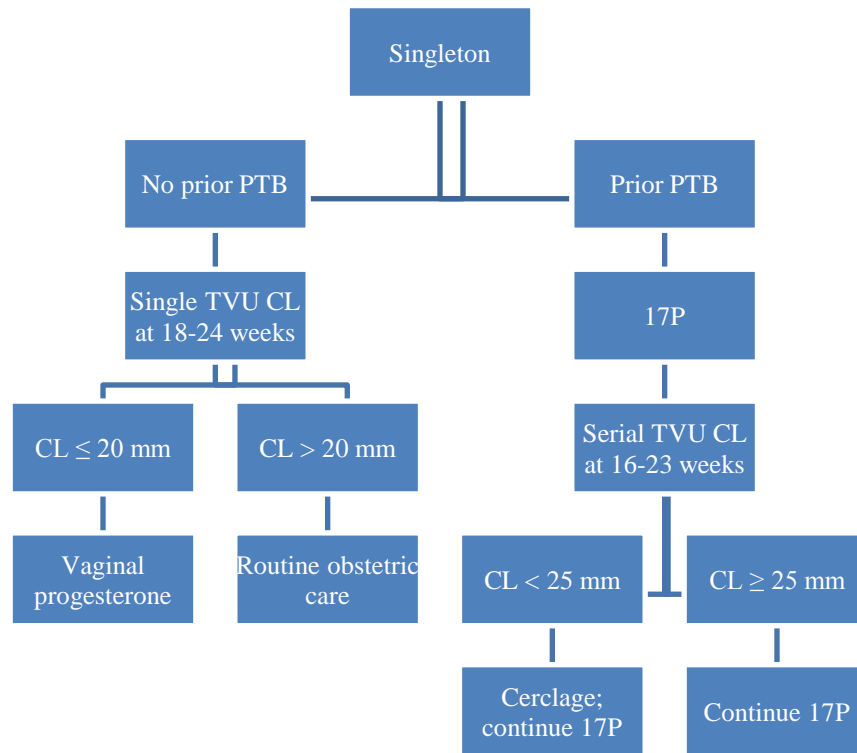 Singleton
No prior PTB
Prior PTB
Single TVU CL
at 18-24 weeks
17P
CL ≤ 20 mm
CL > 20 mm
Serial TVU CL
at 16-23 weeks
Vaginal
progesterone
Routine obstetric
care
CL < 25 mm
CL ≥ 25 mm
Cerclage;
continue 17P
Continue 17P